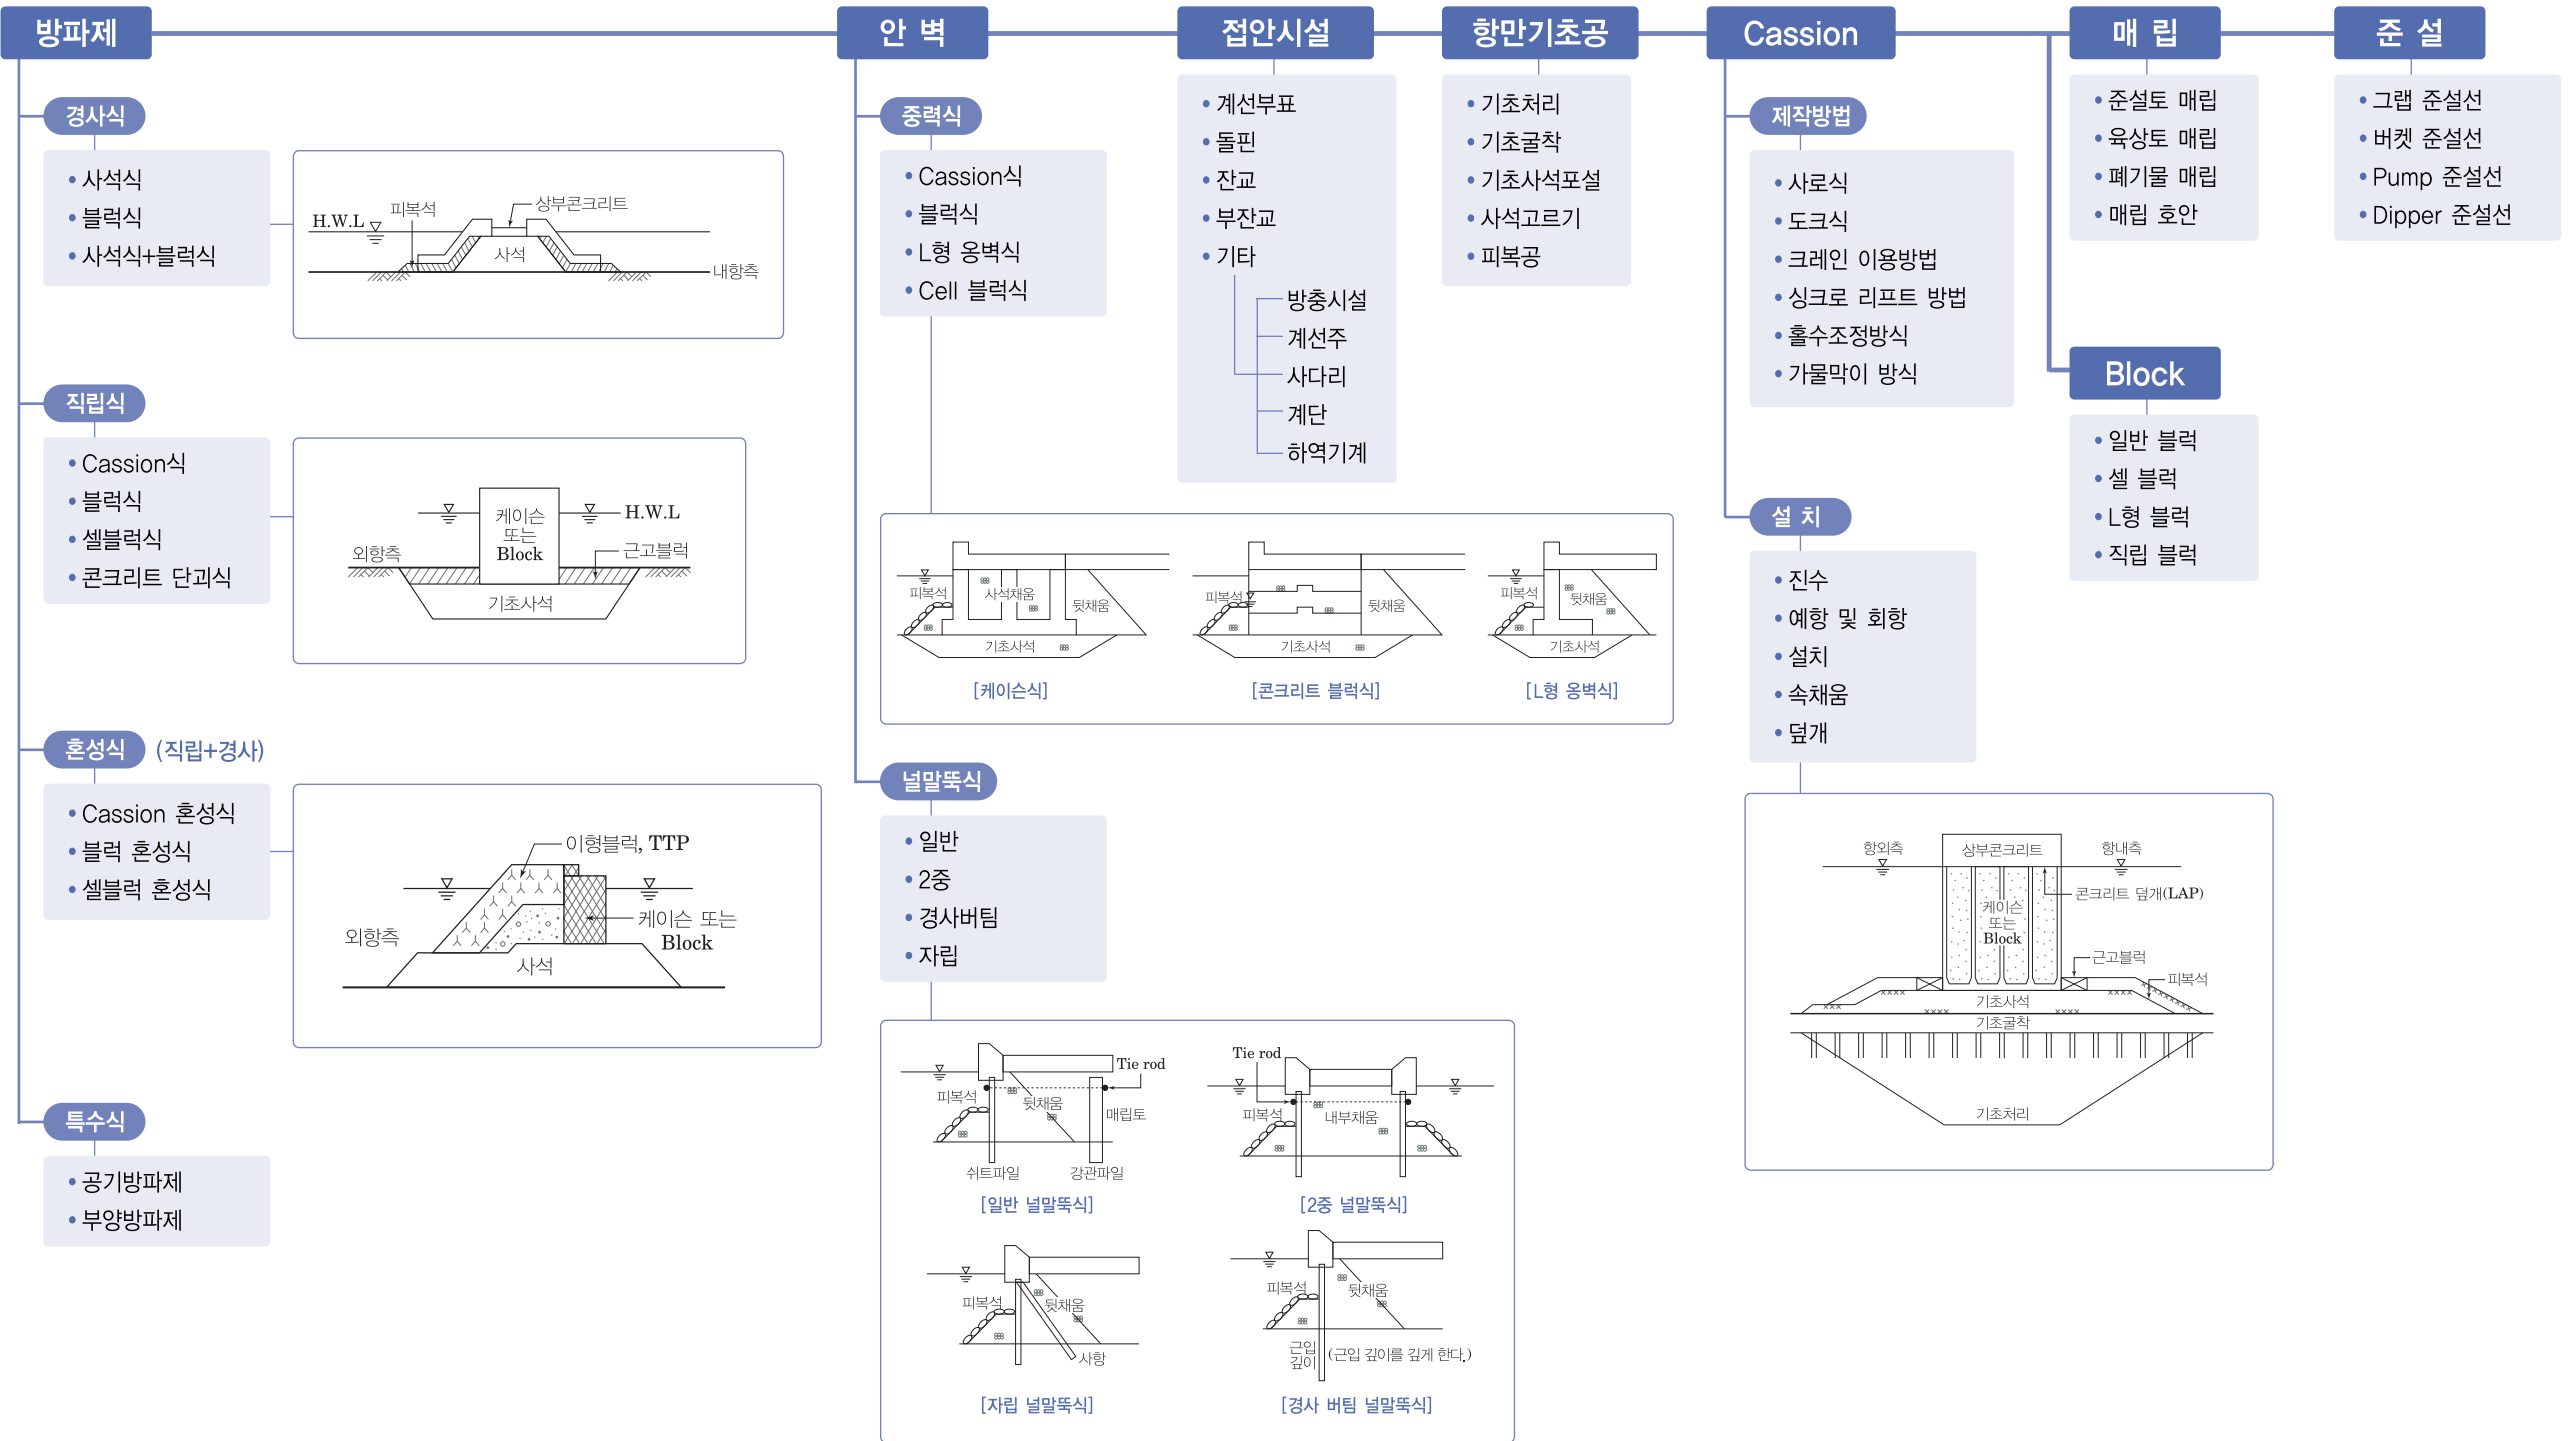 방파제
안 벽
접안시설
항만기초공
Cassion
매 립
준 설
경사식
• 사석식
• 블럭식
• 사석식+블럭식
H.W.L
피복석
상부콘크리트
사석
내항측
직립식
• Cassion식
• 블럭식
• 셀블럭식
• 콘크리트 단괴식
케이슨
또는
Block
H.W.L
외항측
근고블럭
기초사석
혼성식 (직립+경사)
• Cassion 혼성식
• 블럭 혼성식
• 셀블럭 혼성식
이형블럭, TTP
케이슨 또는
Block
외항측
사석
특수식
• 공기방파제
• 부양방파제
중력식
• Cassion식
• 블럭식
• L형 옹벽식
• Cell 블럭식
피복석
사석채움
뒷채움
기초사석
[케이슨식]
피복석
뒷채움
기초사석
[콘크리트 블럭식]
피복석
뒷채움
기초사석
[L형 옹벽식]
널말뚝식
• 일반
• 2중
• 경사버팀
• 자립
Tie rod
피복석
뒷채움
매립토
쉬트파일
강관파일
[일반 널말뚝식]
Tie rod
피복석
내부채움
[2중 널말뚝식]
피복석
뒷채움
사항
[자립 널말뚝식]
피복석
뒷채움
근입
깊이
(근입 깊이를 깊게 한다.)
[경사 버팀 널말뚝식]
• 계선부표
• 돌핀
• 잔교
• 부잔교
• 기타
방충시설
계선주
사다리
계단
하역기계
• 기초처리
• 기초굴착
• 기초사석포설
• 사석고르기
• 피복공
제작방법
• 사로식
• 도크식
• 크레인 이용방법
• 싱크로 리프트 방법
• 홀수조정방식
• 가물막이 방식
설 치
• 진수
• 예항 및 회항
• 설치
• 속채움
• 덮개
항외측
상부콘크리트
항내측
콘크리트 덮개(LAP)
케이슨
또는
Block
근고블럭
피복석
기초사석
기초굴착
기초처리
• 준설토 매립
• 육상토 매립
• 폐기물 매립
• 매립 호안
Block
• 일반 블럭
• 셀 블럭
• L형 블럭
• 직립 블럭
• 그랩 준설선
• 버켓 준설선
• Pump 준설선
• Dipper 준설선